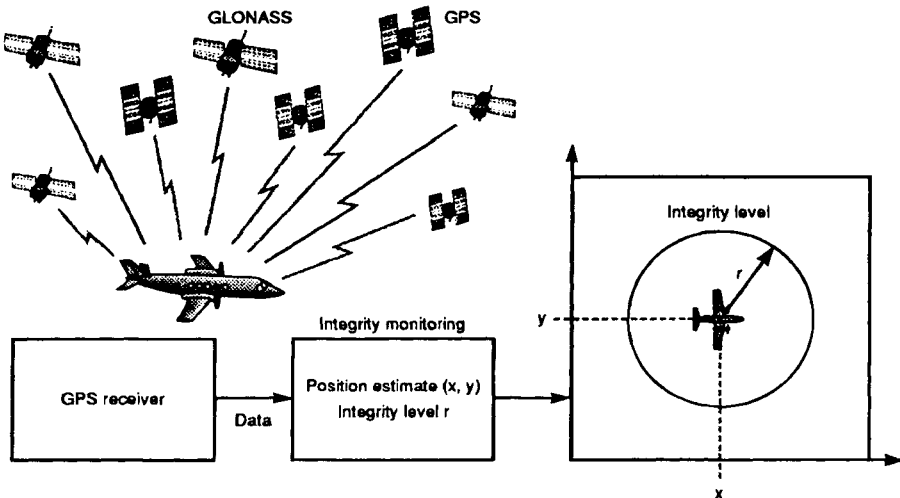 GLONASS
GPS
Integrity level
r
y
Integrity monitoring
GPS receiver
Data
Position estimate (x, y)
Integrity level r
x